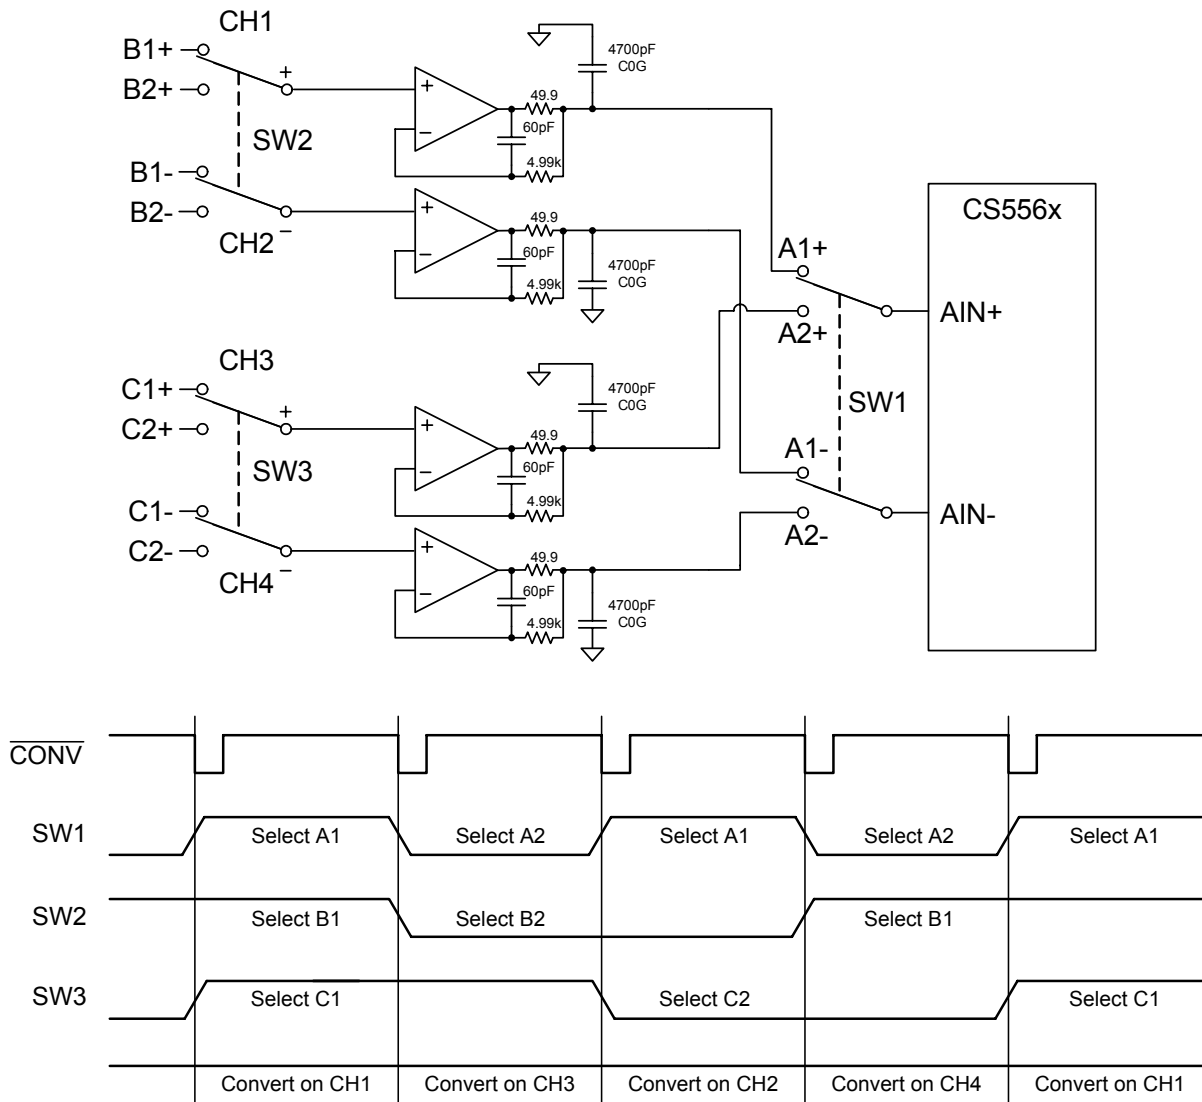 CH1
B1+
B2+
+
SW2
B1-
B2-
CH2
–
+
–
49.9
60pF
4.99k
4700pF
C0G
+
–
49.9
60pF
4.99k
4700pF
C0G
CH3
C1+
C2+
+
SW3
C1-
C2-
CH4
–
+
–
49.9
60pF
4.99k
4700pF
C0G
+
–
49.9
60pF
4.99k
4700pF
C0G
A1+
A2+
SW1
A1-
A2-
CS556x
AIN+
AIN-
CONV
SW1
Select A1
Select A2
Select A1
Select A2
Select A1
SW2
Select B1
Select B2
Select B1
SW3
Select C1
Select C2
Select C1
Convert on CH1
Convert on CH3
Convert on CH2
Convert on CH4
Convert on CH1